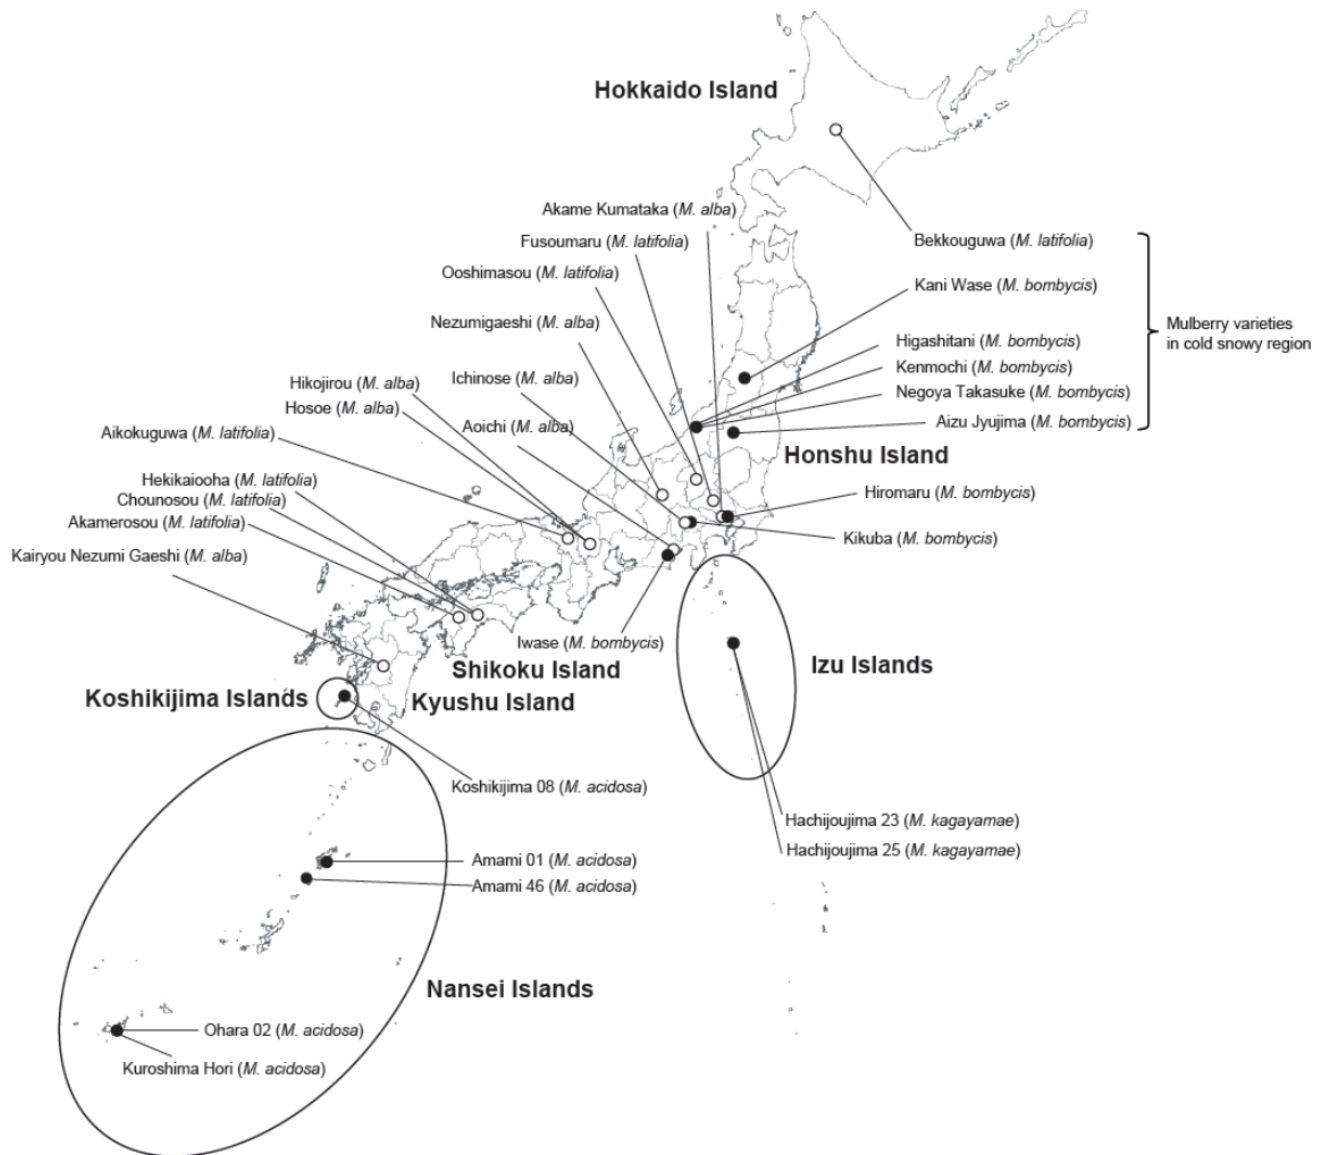 Hokkaido Island
Akame Kumataka (M. alba)
Fusoumaru (M. latifolia)
Bekkouguwa (M. latifolia)
Ooshimasou (M. latifolia)
Kani Wase (M. bombycis)
Nezumigaeshi (M. alba)
Mulberry varieties
in cold snowy region
Higashitani (M. bombycis)
Kenmochi (M. bombycis)
Ichinose (M. alba)
Hikojirou (M. alba)
Negoya Takasuke (M. bombycis)
Hosoe (M. alba)
Aizu Jyujima (M. bombycis)
Aoichi (M. alba)
Aikokuguwa (M. latifolia)
Honshu Island
Hekikaiooha (M. latifolia)
Hiromaru (M. bombycis)
Chounosou (M. latifolia)
Akamerosou (M. latifolia)
Kikuba (M. bombycis)
Kairyou Nezumi Gaeshi (M. alba)
Iwase (M. bombycis)
Izu Islands
Shikoku Island
Koshikijima Islands
Kyushu Island
Koshikijima 08 (M. acidosa)
Hachijoujima 23 (M. kagayamae)
Hachijoujima 25 (M. kagayamae)
Amami 01 (M. acidosa)
Amami 46 (M. acidosa)
Nansei Islands
Ohara 02 (M. acidosa)
Kuroshima Hori (M. acidosa)